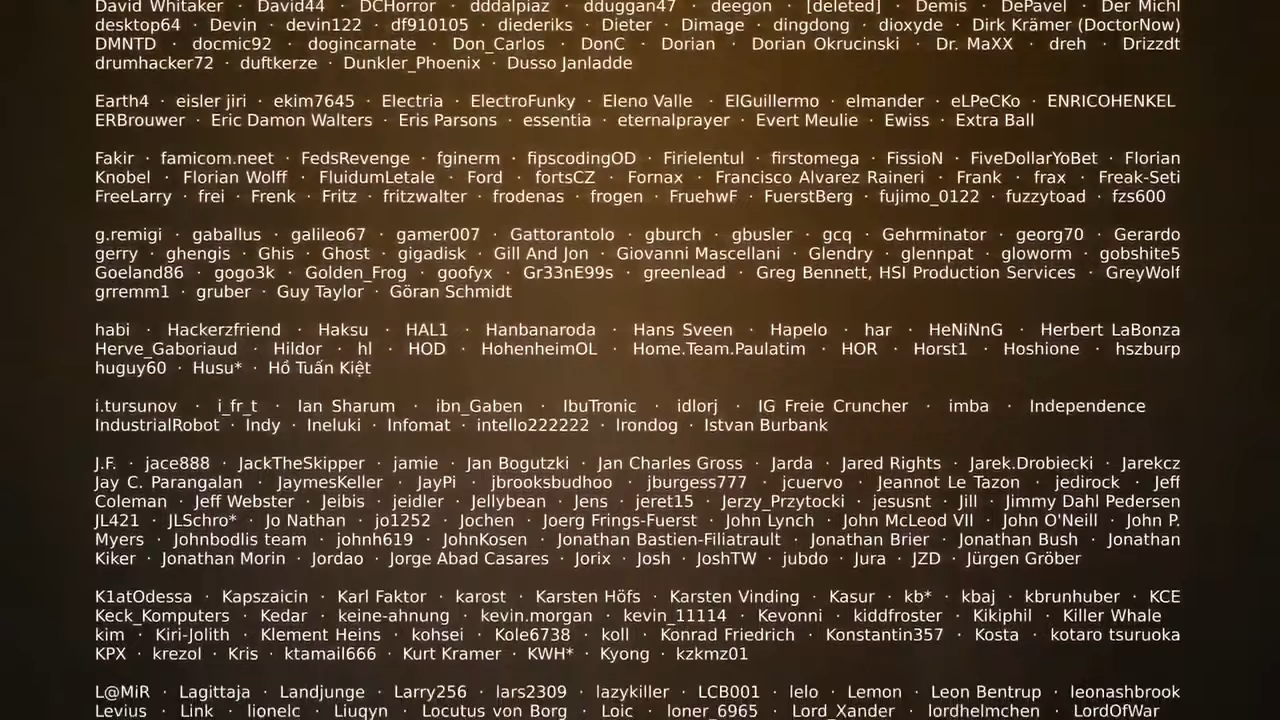 David Whitaker · David44 · DCHorror · dddalpiaz · dduggan47 · deegon · [deleted] · Demis · DePavel · Der Michl
desktop64 · Devin · devin122 · df910105 · diederiks · Dieter · Dimage · dingdong · dioxyde · Dirk Krämer (DoctorNow)
DMNTD · docmic92 · dogincarnate · Don_Carlos · DonC · Dorian · Dorian Okrucinski · Dr. MaXX · dreh · Drizzdt
drumhacker72 · duftkerze · Dunkler_Phoenix · Dusso Janladde
Earth4 · eisler jiri · ekim7645 · Electria · ElectroFunky · Eleno Valle · ElGuillermo · elmander · eLPeCKo · ENRICOHENKEL
ERBrouwer · Eric Damon Walters · Eris Parsons · essentia · eternalprayer · Evert Meulie · Ewiss · Extra Ball
Fakir · famicom.neet · FedsRevenge · fginerm · fipscodingOD · Firielentul · firstomega · FissioN · FiveDollarYoBet · Florian
Knobel · Florian Wolff · FluidumLetale · Ford · fortsCZ · Fornax · Francisco Alvarez Raineri · Frank · frax · Freak-Seti
FreeLarry · frei · Frenk · Fritz · fritzwalter · frodenas · frogen · FruehwF · FuerstBerg · fujimo_0122 · fuzzytoad · fzs600
g.remigi · gaballus · galileo67 · gamer007 · Gattorantolo · gburch · gbusler · gcq · Gehrminator · georg70 · Gerardo
gerry · ghengis · Ghis · Ghost · gigadisk · Gill And Jon · Giovanni Mascellani · Glendry · glennpat · gloworm · gobshite5
Goeland86 · gogo3k · Golden_Frog · goofyx · Gr33nE99s · greenlead · Greg Bennett, HSI Production Services · GreyWolf
grremm1 · gruber · Guy Taylor · Göran Schmidt
habi · Hackerzfriend · Haksu · HAL1 · Hanbanaroda · Hans Sveen · Hapelo · har · HeNiNnG · Herbert LaBonza
Herve_Gaboriaud · Hildor · hl · HOD · HohenheimOL · Home.Team.Paulatim · HOR · Horst1 · Hoshione · hszburp
huguy60 · Husu* · Hồ Tuấn Kiệt
i.tursunov · i_fr_t · Ian Sharum · ibn_Gaben · IbuTronic · idlorj · IG Freie Cruncher · imba · Independence
IndustrialRobot · Indy · Ineluki · Infomat · intello222222 · Irondog · Istvan Burbank
J.F. · jace888 · JackTheSkipper · jamie · Jan Bogutzki · Jan Charles Gross · Jarda · Jared Rights · Jarek.Drobiecki · Jarekcz
Jay C. Parangalan · JaymesKeller · JayPi · jbrooksbudhoo · jburgess777 · jcuervo · Jeannot Le Tazon · jedirock · Jeff
Coleman · Jeff Webster · Jeibis · jeidler · Jellybean · Jens · jeret15 · Jerzy_Przytocki · jesusnt · Jill · Jimmy Dahl Pedersen
JL421 · JLSchro* · Jo Nathan · jo1252 · Jochen · Joerg Frings-Fuerst · John Lynch · John McLeod VII · John O'Neill · John P.
Myers · Johnbodlis team · johnh619 · JohnKosen · Jonathan Bastien-Filiatrault · Jonathan Brier · Jonathan Bush · Jonathan
Kiker · Jonathan Morin · Jordao · Jorge Abad Casares · Jorix · Josh · JoshTW · jubdo · Jura · JZD · Jürgen Gröber
K1atOdessa · Kapszaicin · Karl Faktor · karost · Karsten Höfs · Karsten Vinding · Kasur · kb* · kbaj · kbrunhuber · KCE
Keck_Komputers · Kedar · keine-ahnung · kevin.morgan · kevin_11114 · Kevonni · kiddfroster · Kikiphil · Killer Whale
kim · Kiri-Jolith · Klement Heins · kohsei · Kole6738 · koll · Konrad Friedrich · Konstantin357 · Kosta · kotaro tsuruoka
KPX · krezol · Kris · ktamail666 · Kurt Kramer · KWH* · Kyong · kzkmz01
L@MiR · Lagittaja · Landjunge · Larry256 · lars2309 · lazykiller · LCB001 · lelo · Lemon · Leon Bentrup · leonashbrook
Levius · Link · lionelc · Liuqyn · Locutus von Borg · Loic · loner_6965 · Lord_Xander · lordhelmchen · LordOfWar